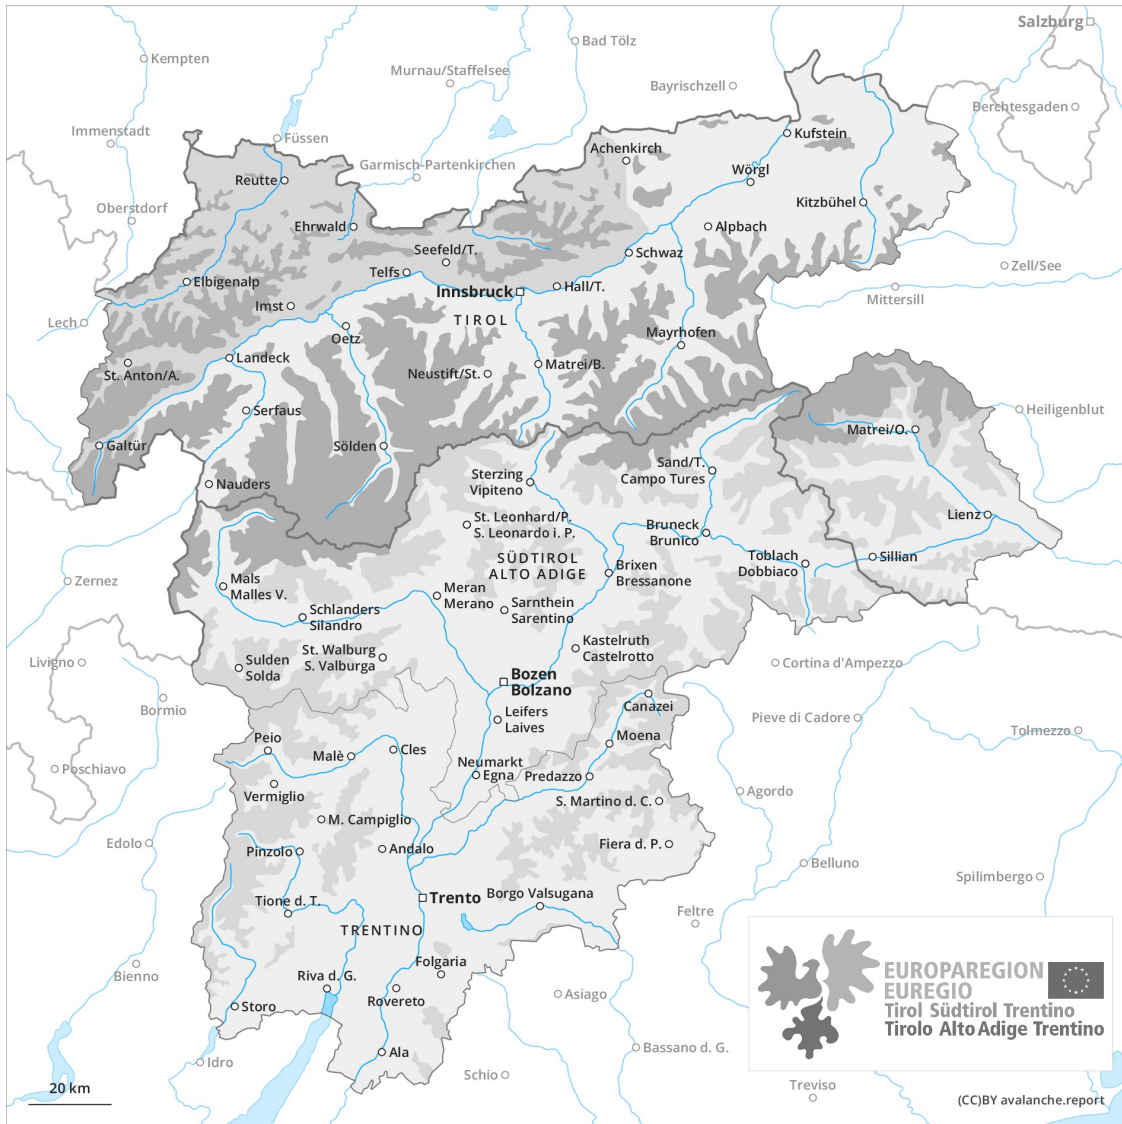 Salzburg
Bad Tölz
Kempten
Murnau/Staffelsee
Bayrischzell
Berchtesgaden
Immenstadt
Füssen
Kufstein
Achenkirch
Garmisch-Partenkirchen
Wörgl
Reutte
Oberstdorf
Kitzbühel
Ehrwald
Alpbach
Seefeld/T.
Schwaz
Telfs
Zell/See
Elbigenalp
Hall/T.
Innsbruck
Mittersill
Imst
TIROL
Lech
Oetz
Mayrhofen
Landeck
Matrei/B.
St. Anton/A.
Neustift/St.
Serfaus
Heiligenblut
Matrei/O.
Galtür
Sölden
Sand/T.
Campo Tures
Sterzing
Vipiteno
Nauders
St. Leonhard/P.
S. Leonardo i. P.
Lienz
Bruneck
Brunico
SÜDTIROL
ALTO ADIGE
Toblach
Dobbiaco
Sillian
Brixen
Bressanone
Zernez
Mals
Malles V.
Meran
Merano
Sarnthein
Sarentino
Schlanders
Silandro
Kastelruth
Castelrotto
St. Walburg
S. Valburga
Livigno
Sulden
Solda
Cortina d'Ampezzo
Bozen
Bolzano
Bormio
Canazei
Leifers
Laives
Pieve di Cadore
Tolmezzo
Peio
Moena
Cles
Malè
Neumarkt
Egna
Predazzo
Poschiavo
Vermiglio
Agordo
S. Martino d. C.
M. Campiglio
Edolo
Pinzolo
Andalo
Fiera d. P.
Belluno
Spilimbergo
Tione d. T.
Trento
Borgo Valsugana
Feltre
TRENTINO
Folgaria
Bienno
Riva d. G.
Rovereto
Storo
Asiago
EUROPAREGION
EUREGIO
Tirol Südtirol Trentino
Tirolo Alto Adige Trentino
Ala
Idro
Bassano d. G.
Schio
Treviso
20 km
(CC)BY avalanche.report